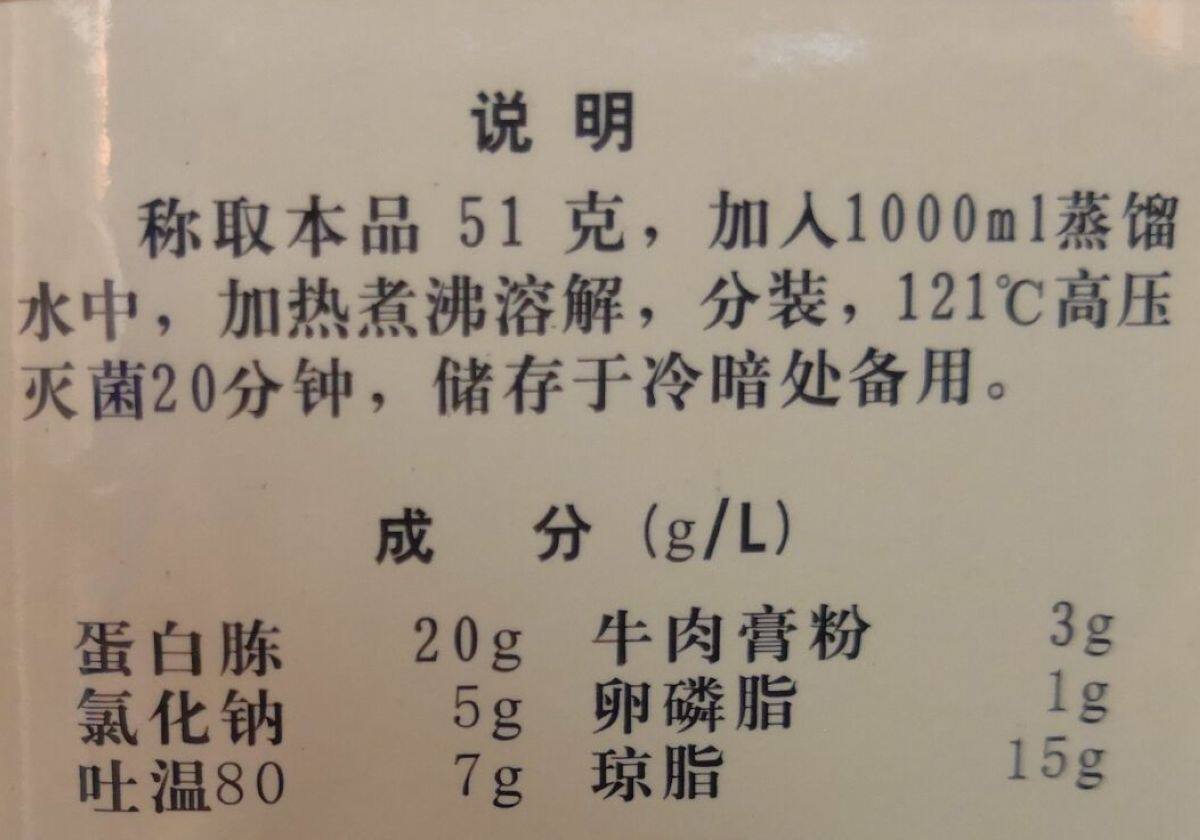 说 明
称取本品 51 克，加入1000ml蒸馏
水中，加热煮沸溶解，分装，121℃高压
灭菌20分钟，储存于冷暗处备用。
成 分 (g/L)
蛋白胨 20g 牛肉膏粉 3g
氯化钠 5g 卵磷脂 1g
吐温80 7g 琼脂 15g